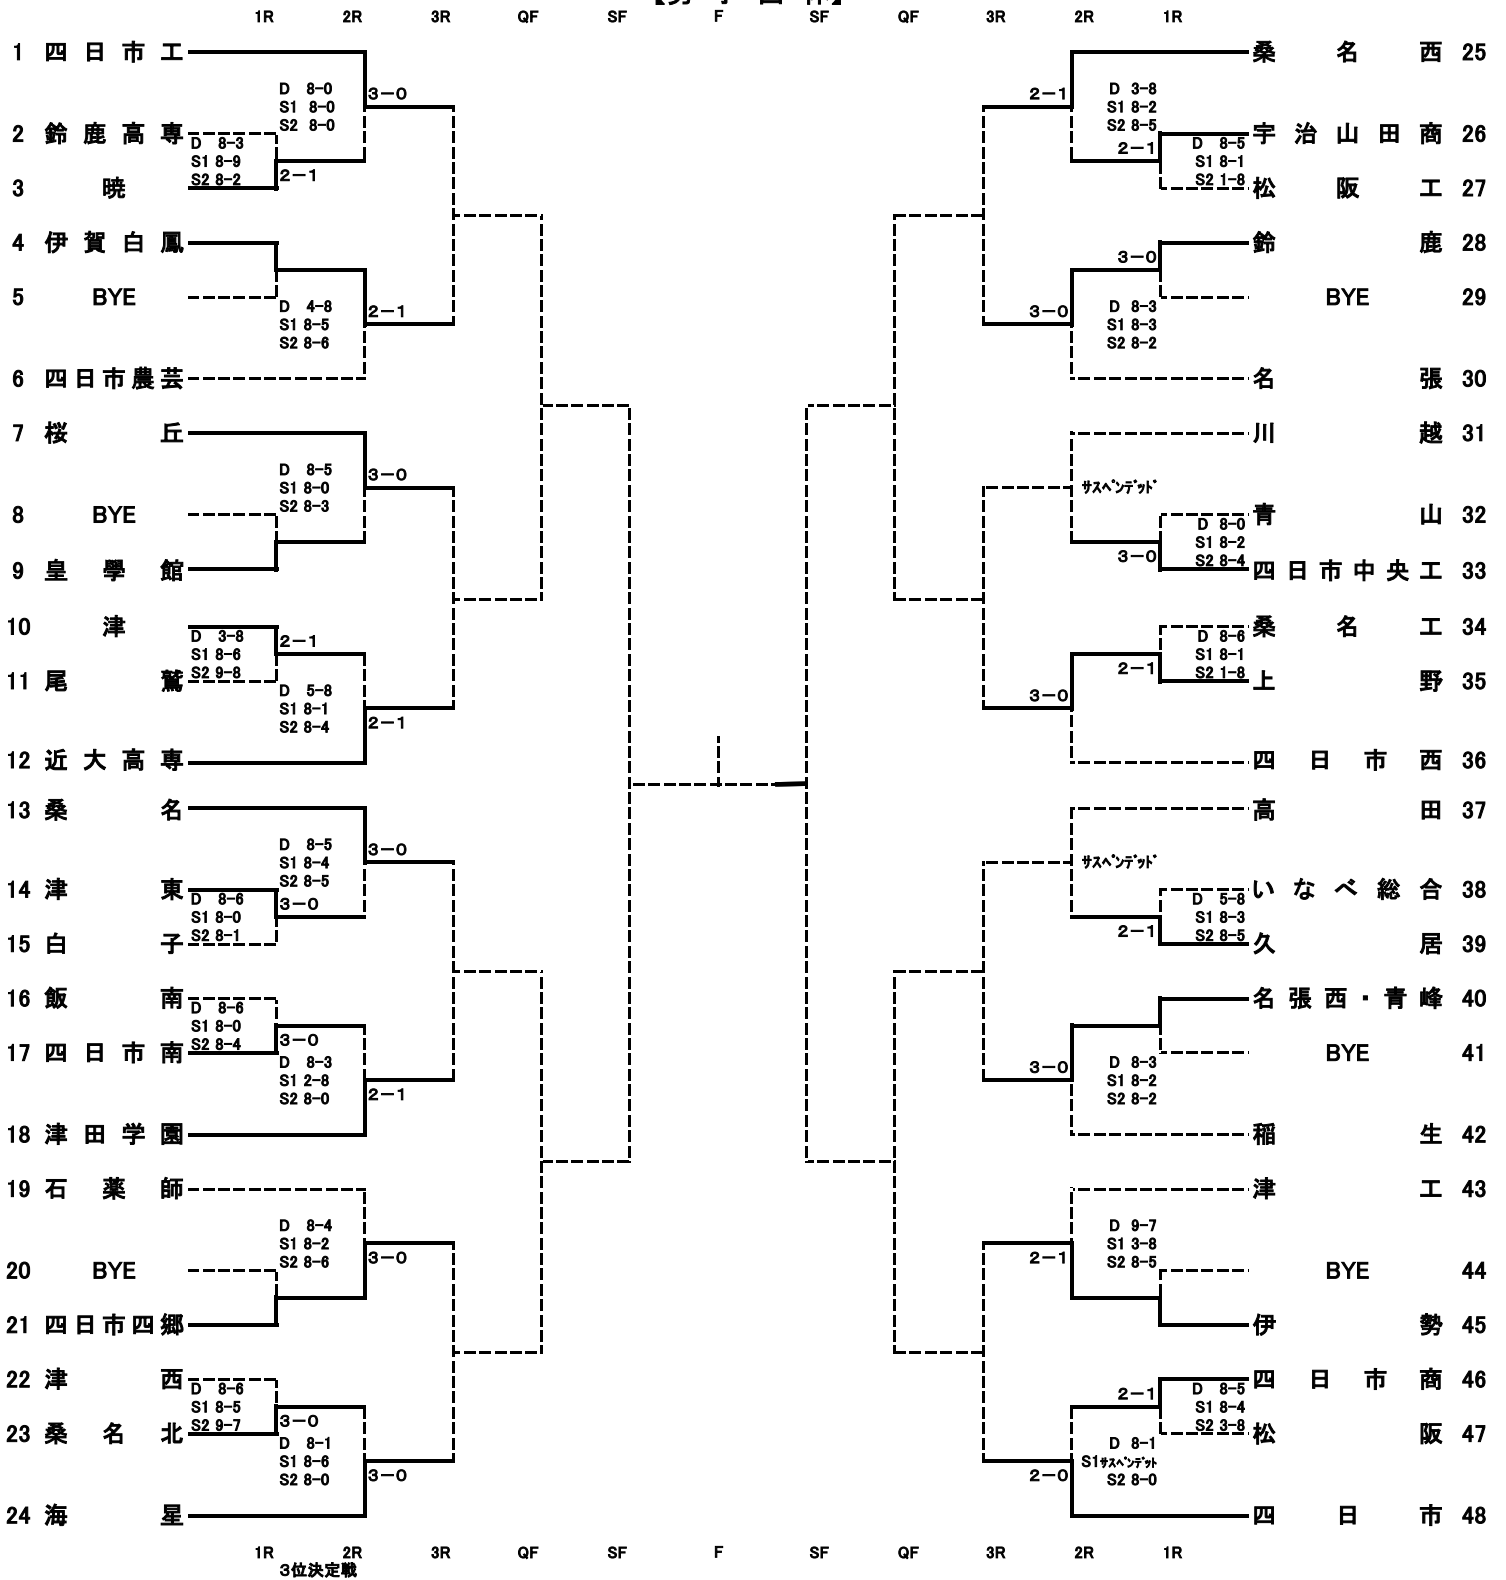 1R 2R 3R QF SF F SF QF 3R 2R 1R
1 四日市工
D 8-0
S1 8-0
S2 8-0
3-0
2 鈴鹿高専
D 8-3
S1 8-9
S2 8-2
2-1
3 暁
4 伊賀白鳳
5 BYE
D 4-8
S1 8-5
S2 8-6
2-1
6 四日市農芸
7 桜丘
D 8-5
S1 8-0
S2 8-3
3-0
8 BYE
9 皇學館
10 津
D 3-8
S1 8-6
S2 9-8
2-1
11 尾鷲
D 5-8
S1 8-1
S2 8-4
2-1
12 近大高専
13 桑名
D 8-5
S1 8-4
S2 8-5
3-0
14 津東
D 8-6
S1 8-0
S2 8-1
3-0
15 白子
16 飯南
D 8-6
S1 8-0
S2 8-4
3-0
17 四日市南
D 8-3
S1 2-8
S2 8-0
2-1
18 津田学園
19 石薬師
D 8-4
S1 8-2
S2 8-6
3-0
20 BYE
21 四日市四郷
22 津西
D 8-6
S1 8-5
S2 9-7
3-0
23 桑名北
D 8-1
S1 8-6
S2 8-0
3-0
24 海星
桑名西 25
2-1
D 3-8
S1 8-2
S2 8-5
宇治山田商 26
2-1
D 8-5
S1 8-1
S2 1-8
松阪工 27
鈴鹿 28
3-0
BYE 29
3-0
D 8-3
S1 8-3
S2 8-2
名張 30
川越 31
サスペンデッド
青山 32
D 8-0
S1 8-2
S2 8-4
3-0
四日市中央工 33
桑名工 34
D 8-6
S1 8-1
S2 1-8
2-1
上野 35
3-0
四日市西 36
高田 37
サスペンデッド
いなべ総合 38
D 5-8
S1 8-3
S2 8-5
2-1
久居 39
名張西・青峰 40
BYE 41
3-0
D 8-3
S1 8-2
S2 8-2
稲生 42
津工 43
D 9-7
S1 3-8
S2 8-5
2-1
BYE 44
伊勢 45
四日市商 46
2-1
D 8-5
S1 8-4
S2 3-8
松阪 47
D 8-1
S1サスペンデット
S2 8-0
2-0
四日市 48
1R 2R 3R QF SF F SF QF 3R 2R 1R
3位決定戦